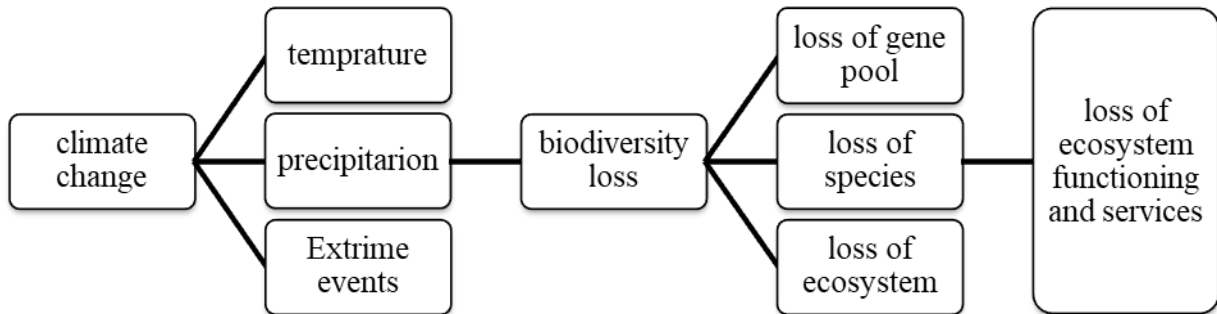 climate
change
temprature
precipitarion
Extrime
events
biodiversity
loss
loss of gene
pool
loss of
species
loss of
ecosystem
loss of
ecosystem
functioning
and services